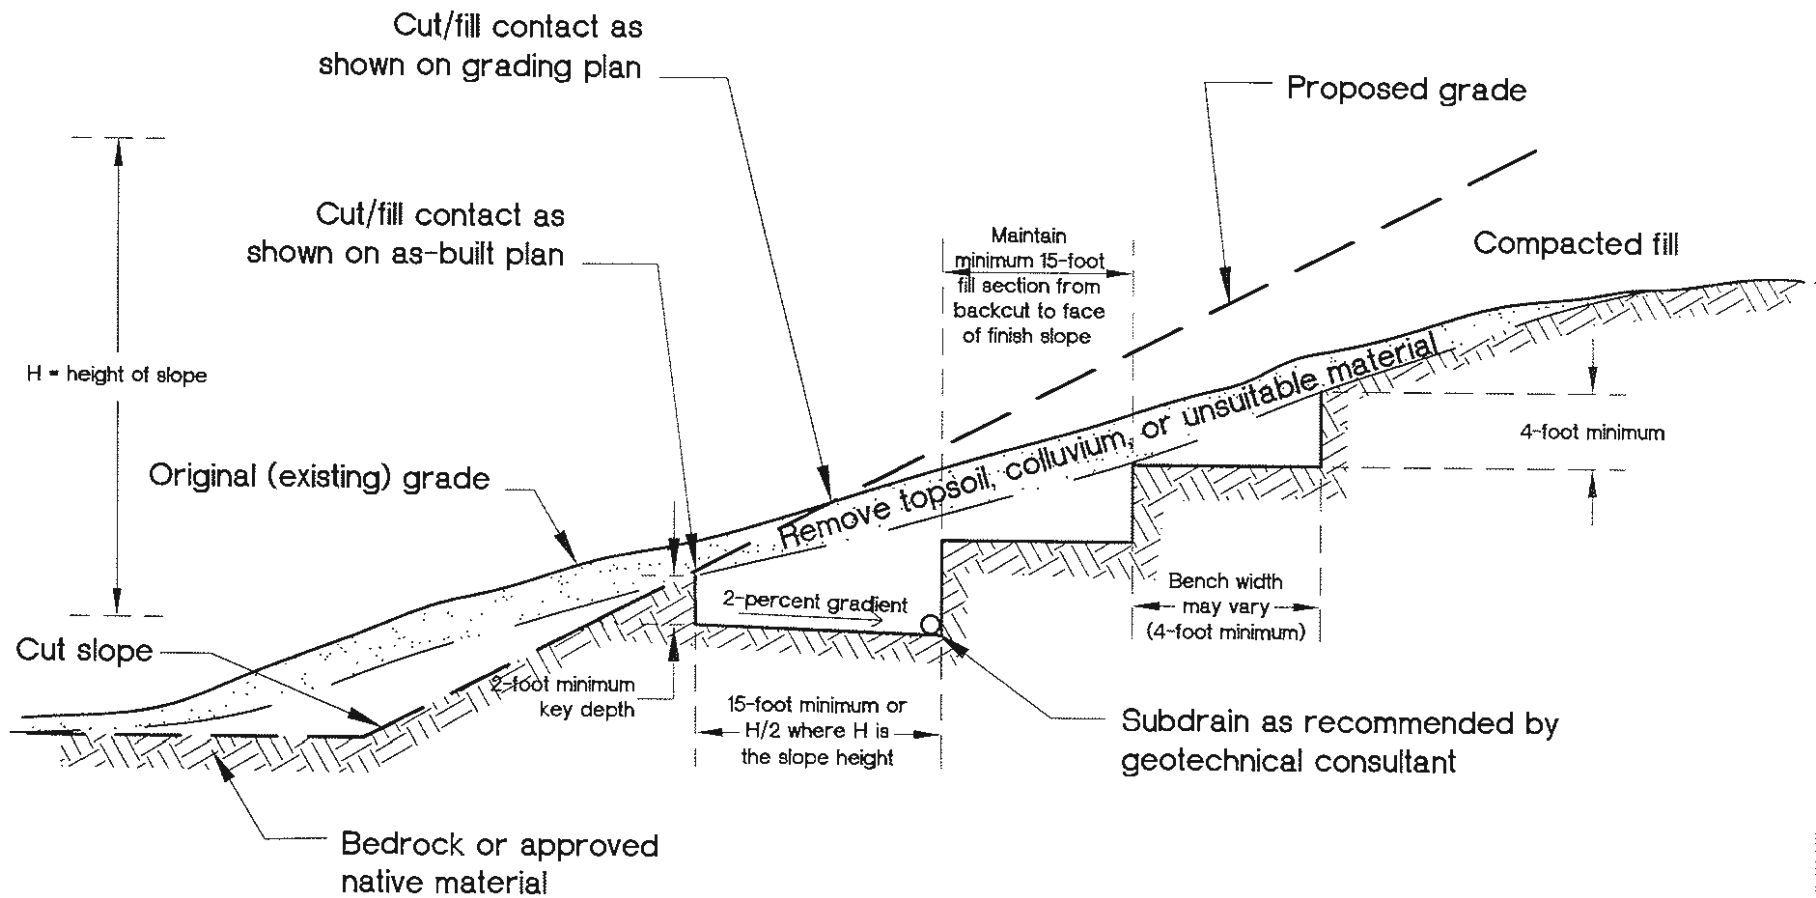 Cut/fill contact as
shown on grading plan
Proposed grade
Cut/fill contact as
shown on as-built plan
Maintain
minimum 15-foot
fill section from
backcut to face
of finish slope
Compacted fill
H = height of slope
Remove topsoil, colluvium, or unsuitable material
4-foot minimum
Original (existing) grade
2-percent gradient
Bench width
may vary
(4-foot minimum)
Cut slope
2-foot minimum
key depth
15-foot minimum or
H/2 where H is
the slope height
Subdrain as recommended by
geotechnical consultant
Bedrock or approved
native material